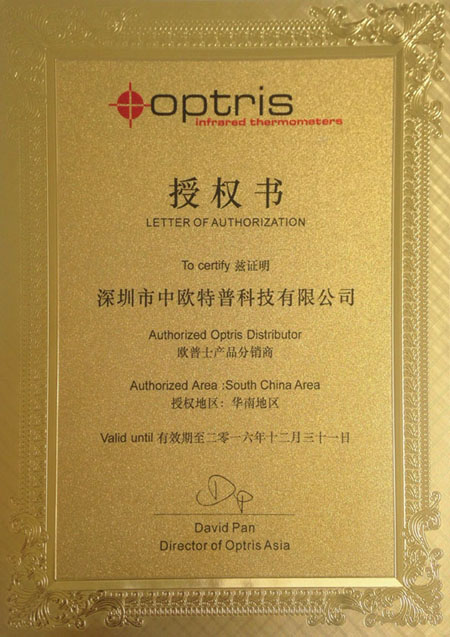 optris
infrared thermometers
授权书
LETTER OF AUTHORIZATION
To certify 兹证明
深圳市中欧特普科技有限公司
Authorized Optris Distributor
欧普士产品分销商
Authorized Area :South China Area
授权地区：华南地区
Valid until 有效期至二零一六年十二月三十一日
David Pan
Director of Optris Asia